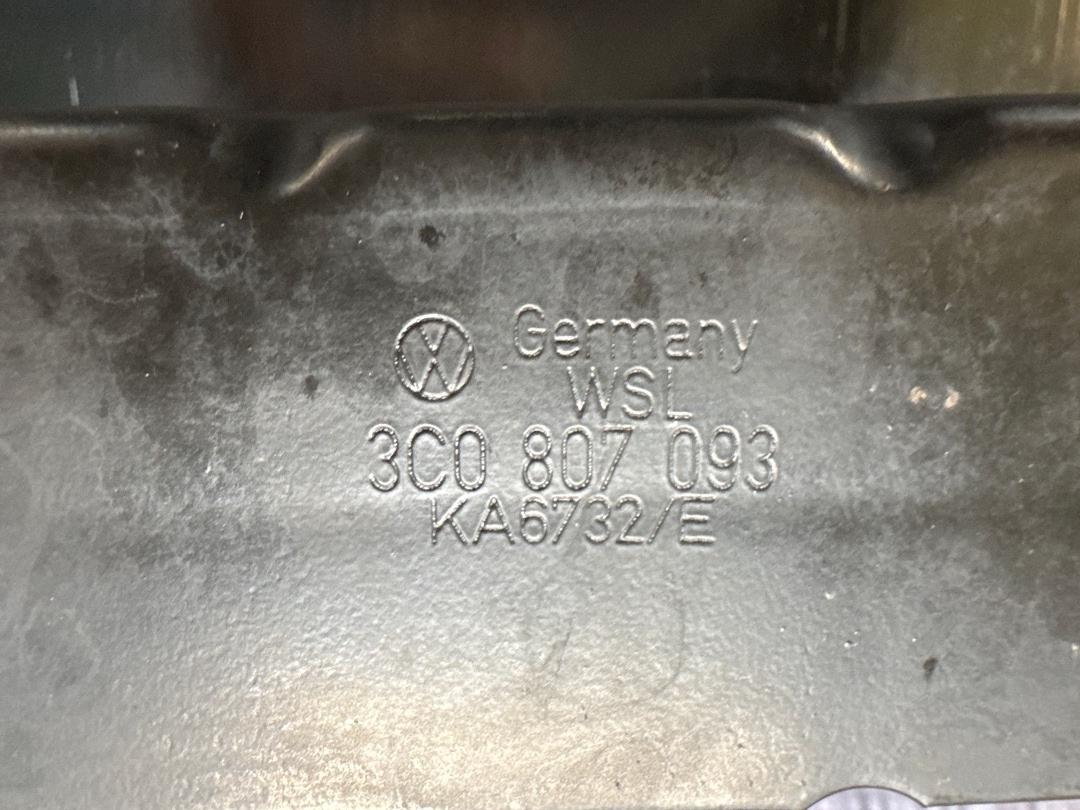 Germany
WSL
3C0 807 093
KA6732/E